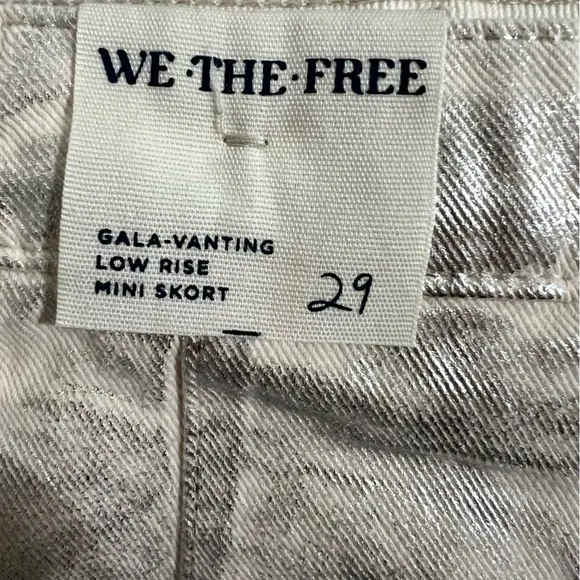 WE·THE·FREE
GALA-VANTING
LOW RISE
MINI SKORT
29